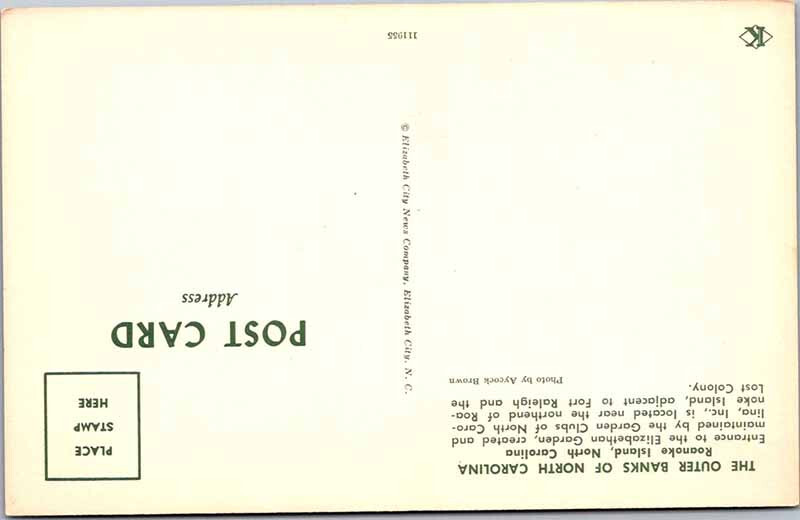 THE OUTER BANKS OF NORTH CAROLINA
Roanoke Island, North Carolina
Entrance to the Elizabethan Garden, created and
maintained by the Garden Clubs of North Caro-
lina, Inc., is located near the northend of Roa-
noke Island, adjacent to Fort Raleigh and the
Lost Colony.
Photo by Aycock Brown
© Elizabeth City News Company, Elizabeth City, N. C.
PLACE
STAMP
HERE
POST CARD
Address
K
111955